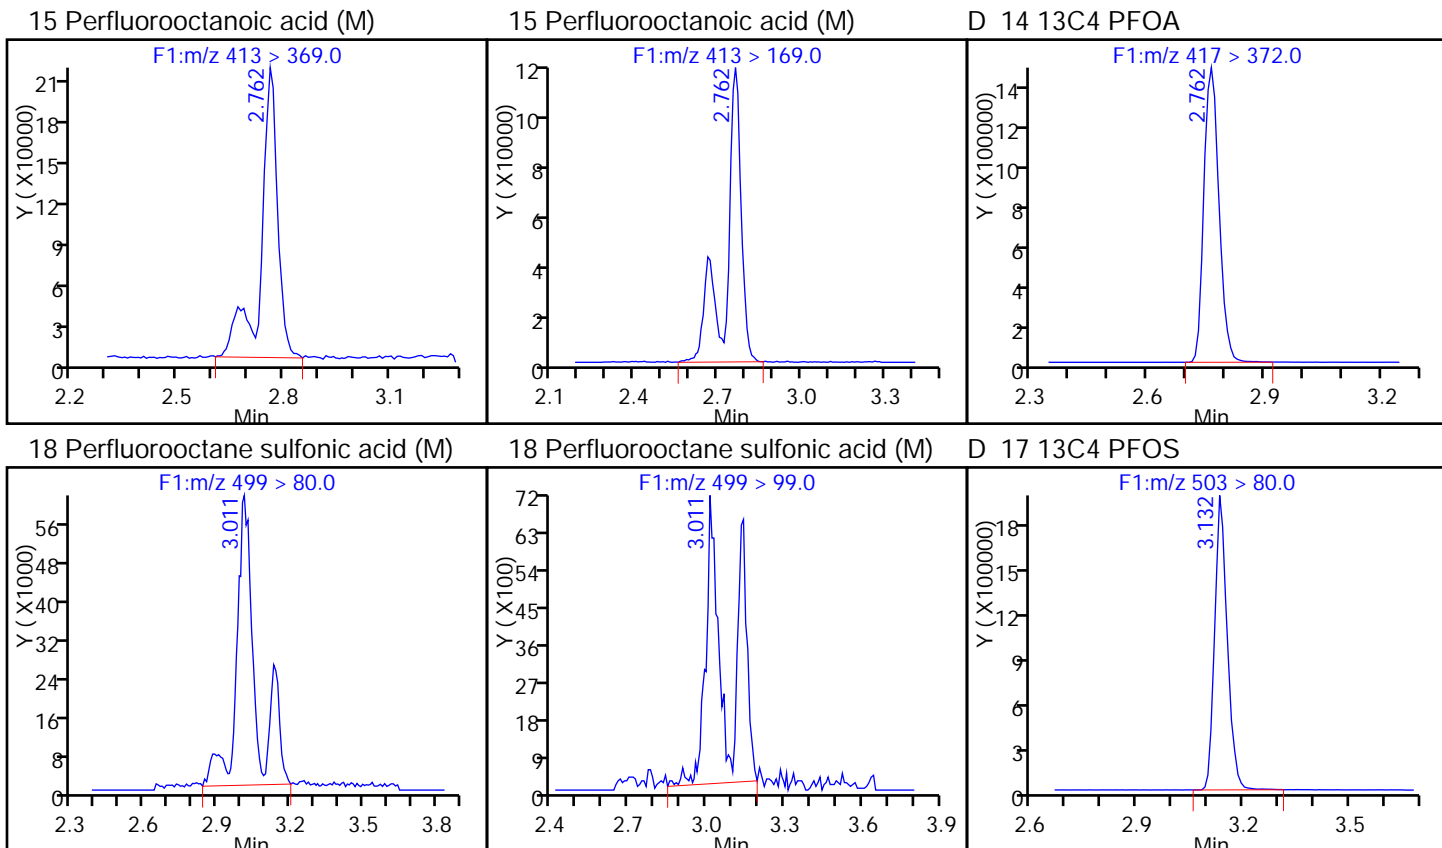 15 Perfluorooctanoic acid (M)
F1:m/z 413 > 369.0
2.762
Y ( X100000)
21
18
15
12
9
6
3
0
2.2 2.5 2.8 3.1
Min
15 Perfluorooctanoic acid (M)
F1:m/z 413 > 169.0
2.762
Y ( X100000)
12
10
8
6
4
2
0
2.1 2.4 2.7 3.0 3.3
Min
D 14 13C4 PFOA
F1:m/z 417 > 372.0
2.762
Y ( X100000)
14
12
10
8
6
4
2
0
2.3 2.6 2.9 3.2
Min
18 Perfluorooctane sulfonic acid (M)
F1:m/z 499 > 80.0
3.011
Y ( X1000)
56
48
40
32
24
16
8
0
2.3 2.6 2.9 3.2 3.5 3.8
Min
18 Perfluorooctane sulfonic acid (M)
F1:m/z 499 > 99.0
3.011
Y ( X100)
72
63
54
45
36
27
18
9
0
2.4 2.7 3.0 3.3 3.6 3.9
Min
D 17 13C4 PFOS
F1:m/z 503 > 80.0
3.132
Y ( X100000)
18
15
12
9
6
3
0
2.6 2.9 3.2 3.5
Min